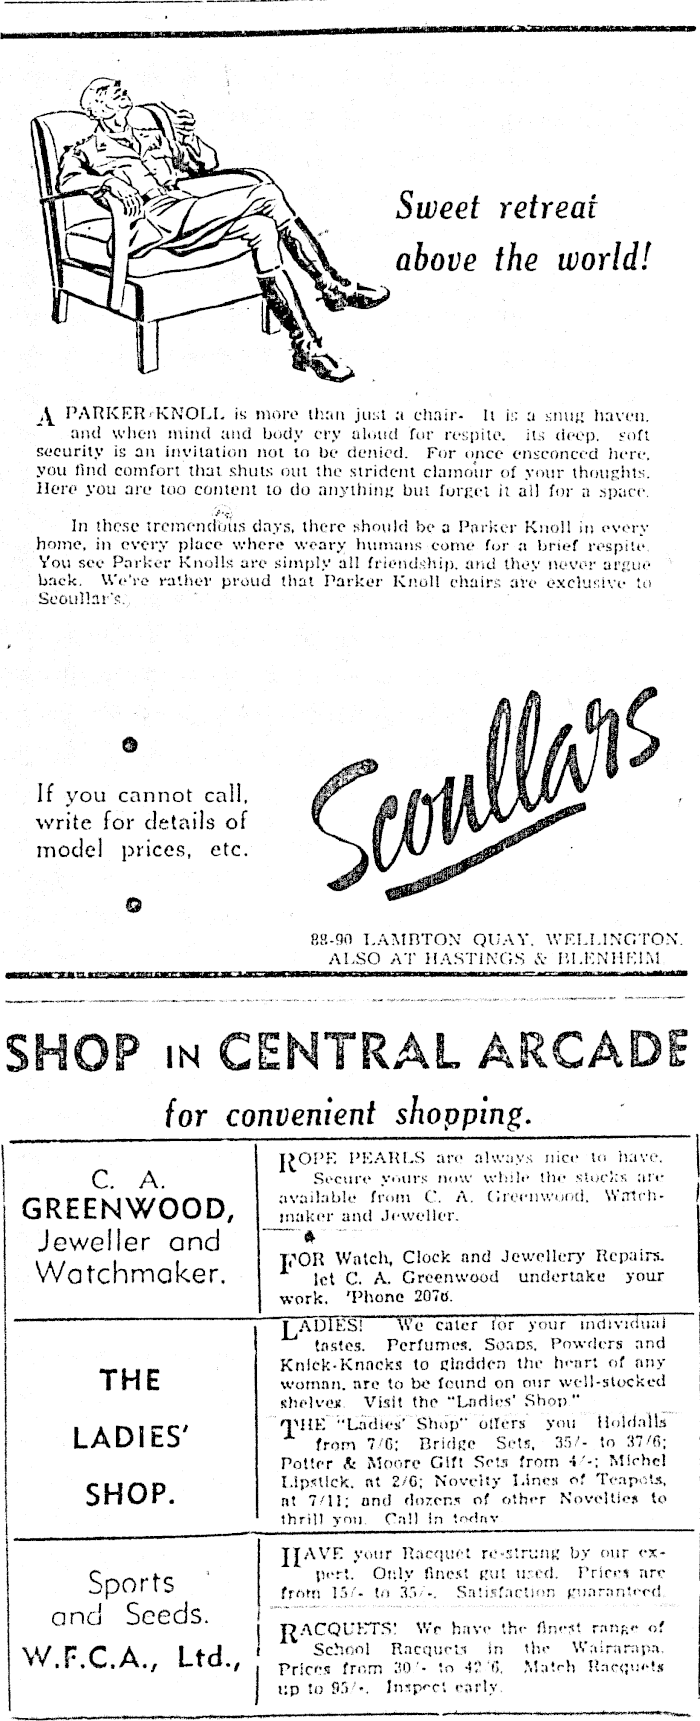 Sweet retreat
above the world!
A PARKER-KNOLL is more than just a chair- It is a snug haven,
and when mind and body cry aloud for respite, its deep, soft
security is an invitation not to be denied. For once ensconced here,
you find comfort that shuts out the strident clamour of your thoughts.
Here you are too content to do anything but forget it all for a space.
In these tremendous days, there should be a Parker Knoll in every
home, in every place where weary humans come for a brief respite.
You see Parker Knolls are simply all friendship, and they never argue
back. We're rather proud that Parker Knoll chairs are exclusive to
Scoullar's.
If you cannot call,
write for details of
model prices, etc.
Scoullars
88-90 LAMBTON QUAY, WELLINGTON.
ALSO AT HASTINGS & BLENHEIM
SHOP IN CENTRAL ARCADE
for convenient shopping.
C. A.
GREENWOOD,
Jeweller and
Watchmaker.
ROPE PEARLS are always nice to have.
Secure yours now while the stocks are
available from C. A. Greenwood, Watch-
maker and Jeweller.
FOR Watch, Clock and Jewellery Repairs,
let C. A. Greenwood undertake your
work. 'Phone 2076.
THE
LADIES'
SHOP.
LADIES! We cater for your individual
tastes. Perfumes, Soaps, Powders and
Knick-Knacks to gladden the heart of any
woman, are to be found on our well-stocked
shelves. Visit the "Ladies' Shop"
THE "Ladies' Shop" offers you Holdalls
from 7/6; Bridge Sets, 35/- to 37/6;
Potter & Moore Gift Sets from 4/-; Michel
Lipstick, at 2/6; Novelty Lines of Teapots,
at 7/11; and dozens of other Novelties to
thrill you. Call in today
Sports
and Seeds.
W.F.C.A., Ltd.,
HAVE your Racquet re-strung by our ex-
pert. Only finest gut used. Prices are
from 15/- to 35/-. Satisfaction guaranteed.
RACQUETS! We have the finest range of
School Racquets in the Wairarapa.
Prices from 30/- to 42/6. Match Racquets
up to 95/-. Inspect early.